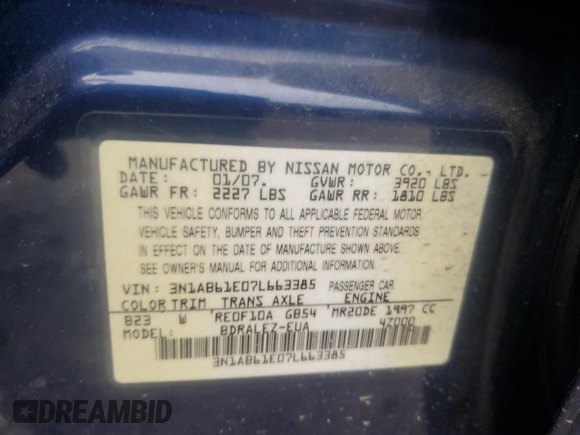 MANUFACTURED BY NISSAN MOTOR CO., LTD.
DATE: 01/07. GVWR: 3920 LBS
GAWR FR: 2227 LBS GAWR RR: 1810 LBS
THIS VEHICLE CONFORMS TO ALL APPLICABLE FEDERAL MOTOR
VEHICLE SAFETY, BUMPER AND THEFT PREVENTION STANDARDS
IN EFFECT ON THE DATE OF MANUFACTURE SHOWN ABOVE.
SEE OWNER'S MANUAL FOR ADDITIONAL INFORMATION.
VIN: 3N1AB61E07L663385 PASSENGER CAR
COLOR TRIM TRANS AXLE ENGINE
B23 W RE0F10A GB54 MR20DE 1997 CC
MODEL: BDRALEZ-EUA 4Z000
3N1AB61E07L663385
DREAMBID